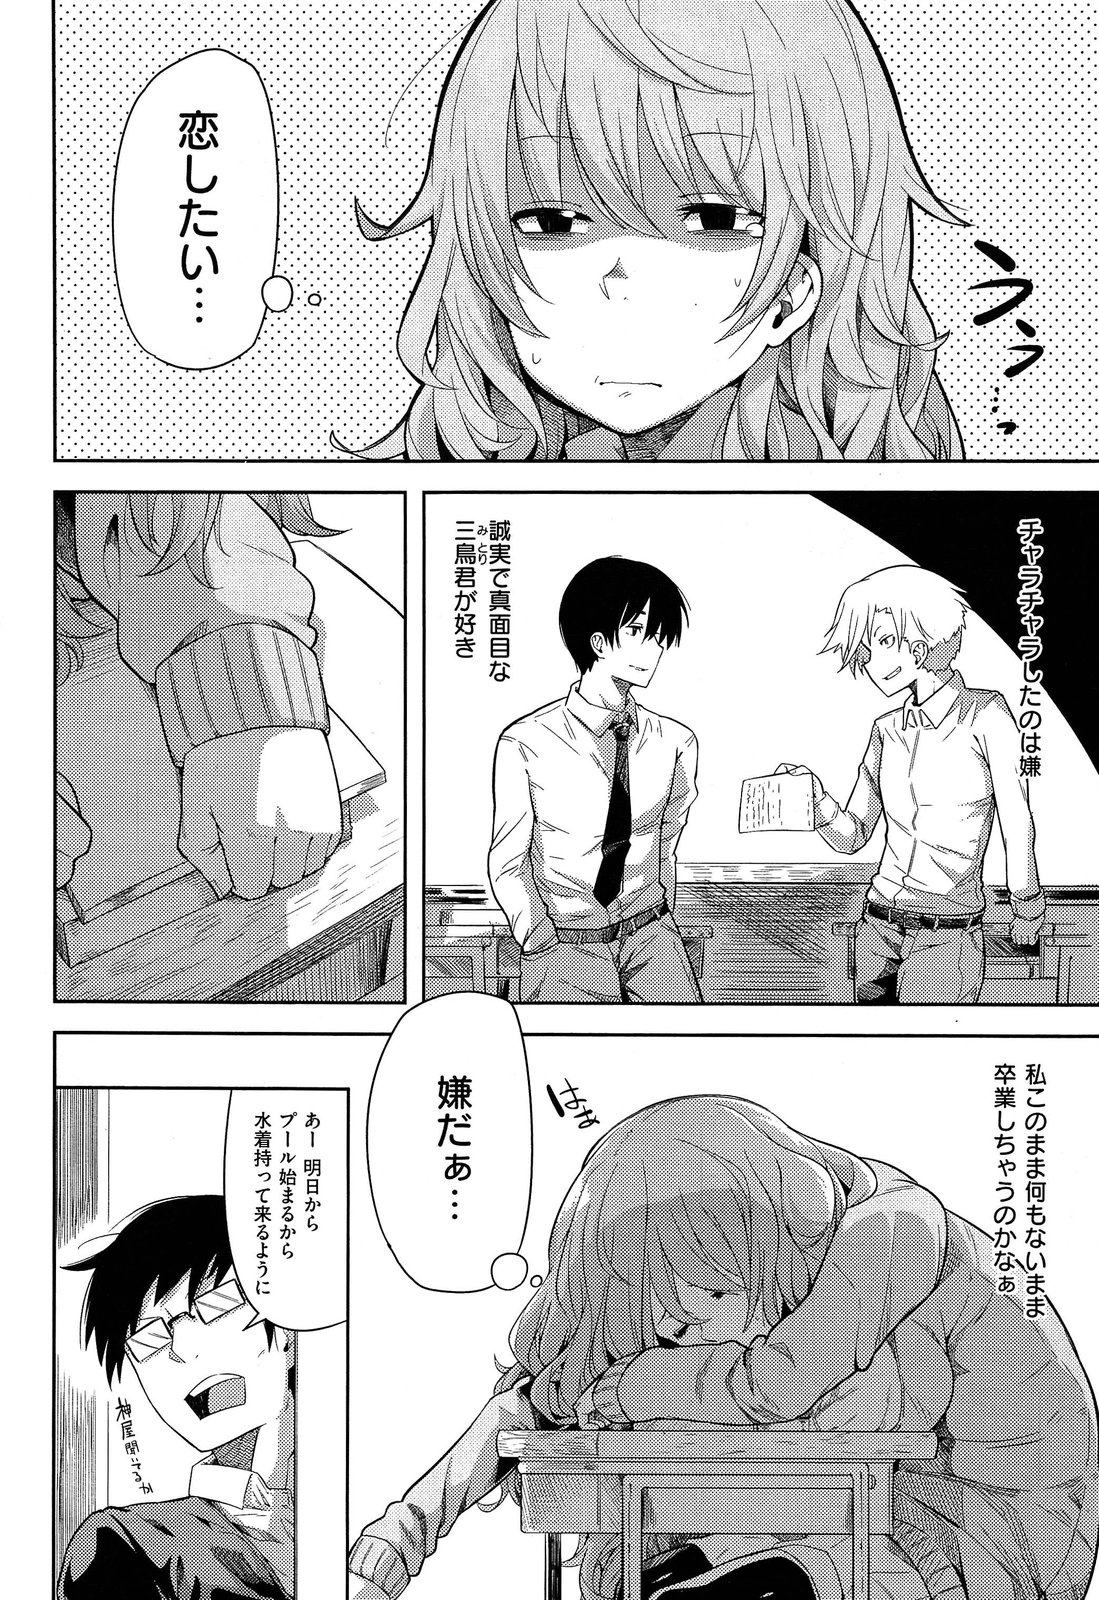 恋したい…
うぅ…
チャラチャラしたのは嫌
誠実で真面目な
三鳥君が好き
みとり
私このまま何もないまま
卒業しちゃうのかなぁ
はぁ
嫌だぁ…
あー 明日から
プール始まるから
水着持って来るように
神屋聞いてるか